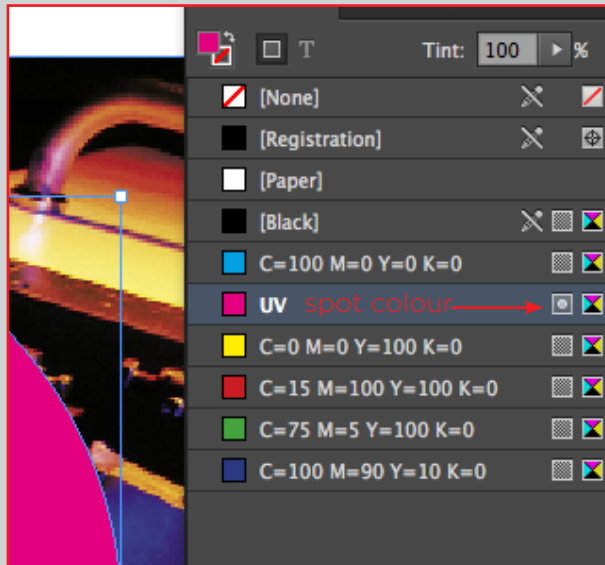 T Tint: 100 %
[None]
[Registration]
[Paper]
[Black]
C=100 M=0 Y=0 K=0
UV spot colour
C=0 M=0 Y=100 K=0
C=15 M=100 Y=100 K=0
C=75 M=5 Y=100 K=0
C=100 M=90 Y=10 K=0